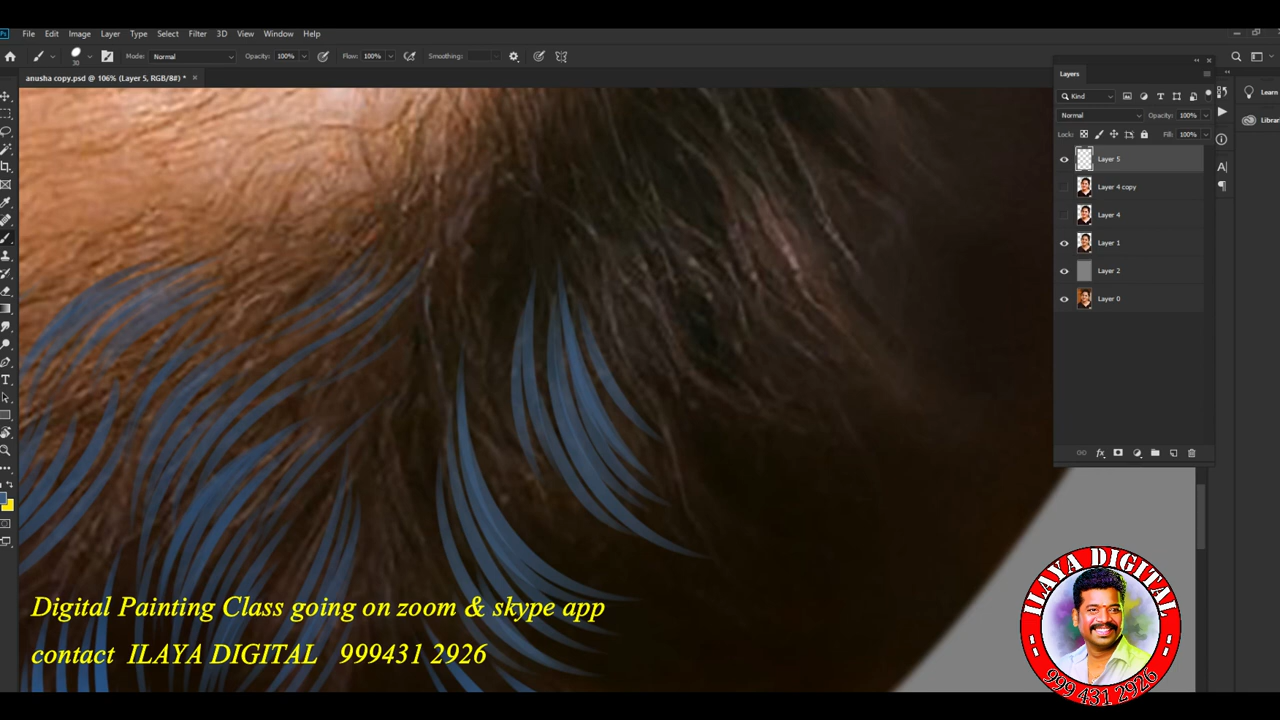 Ps File Edit Image Layer Type Select Filter 3D View Window Help
30 Mode: Normal Opacity: 100% Flow: 100% Smoothing:
anusha copy.psd @ 106% (Layer 5, RGB/8#) * ×
Layers
Kind
Normal Opacity: 100%
Lock: Fill: 100%
Layer 5
Layer 4 copy
Layer 4
Layer 1
Layer 2
Layer 0
Learn
Librar
Digital Painting Class going on zoom & skype app
contact ILAYA DIGITAL 999431 2926
ILAYA DIGITAL
999 431 2926